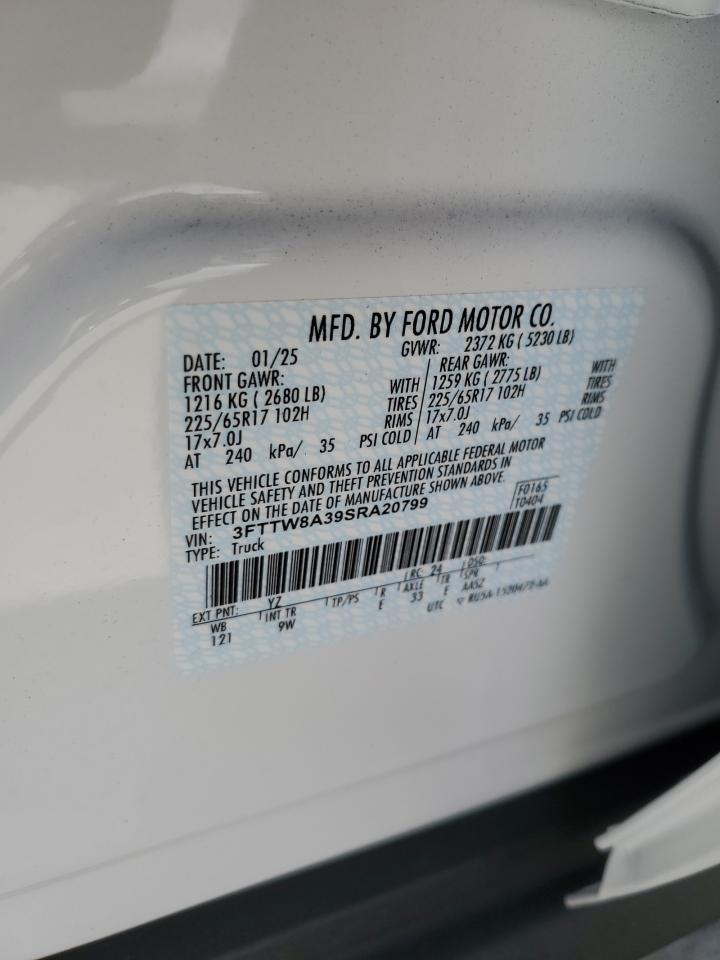 MFD. BY FORD MOTOR CO.
DATE: 01/25 GVWR: 2372 KG ( 5230 LB)
FRONT GAWR: REAR GAWR:
1216 KG ( 2680 LB) WITH 1259 KG ( 2775 LB) WITH
225/65R17 102H TIRES 225/65R17 102H TIRES
17x7.0J RIMS 17x7.0J RIMS
AT 240 kPa/ 35 PSI COLD AT 240 kPa/ 35 PSI COLD
THIS VEHICLE CONFORMS TO ALL APPLICABLE FEDERAL MOTOR
VEHICLE SAFETY AND THEFT PREVENTION STANDARDS IN
EFFECT ON THE DATE OF MANUFACTURE SHOWN ABOVE.
VIN: 3FTTW8A39SRA20799 F0165
TYPE: Truck T0404
EXT PNT: YZ RC: 24 DSO:
WB INT TR TP/PS R AXLE TR SPR
121 9W E 33 E AASZ
UTC